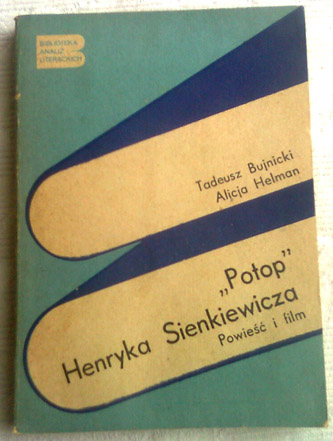 BIBLIOTEKA
ANALIZ
LITERACKICH
Tadeusz Bujnicki
Alicja Helman
„Potop”
Henryka Sienkiewicza
Powieść i film